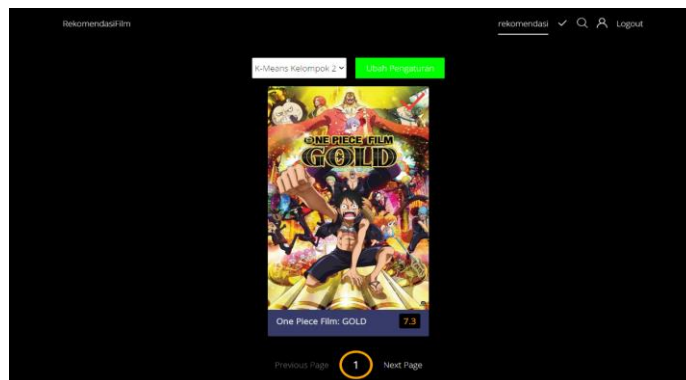 RekomendasiFilm
rekomendasi Logout
K-Means Kelompok 2 Ubah Pengaturan
ONE PIECE FILM
GOLD
One Piece Film: GOLD 7.3
Previous Page 1 Next Page